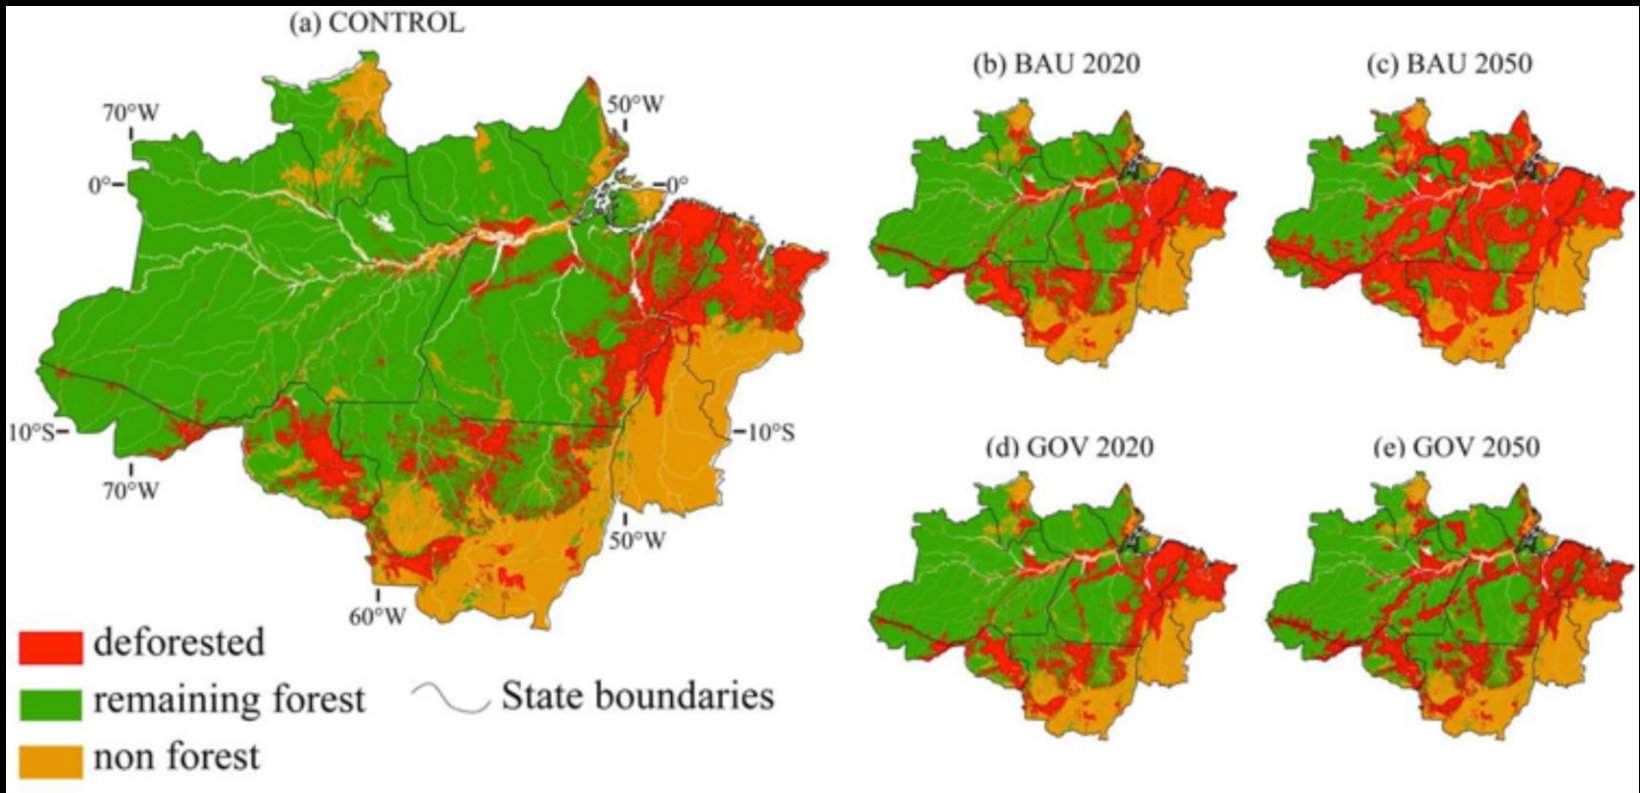 (a) CONTROL
70°W
50°W
0°
0°
10°S
10°S
70°W
50°W
60°W
deforested
remaining forest
non forest
State boundaries
(b) BAU 2020
(c) BAU 2050
(d) GOV 2020
(e) GOV 2050